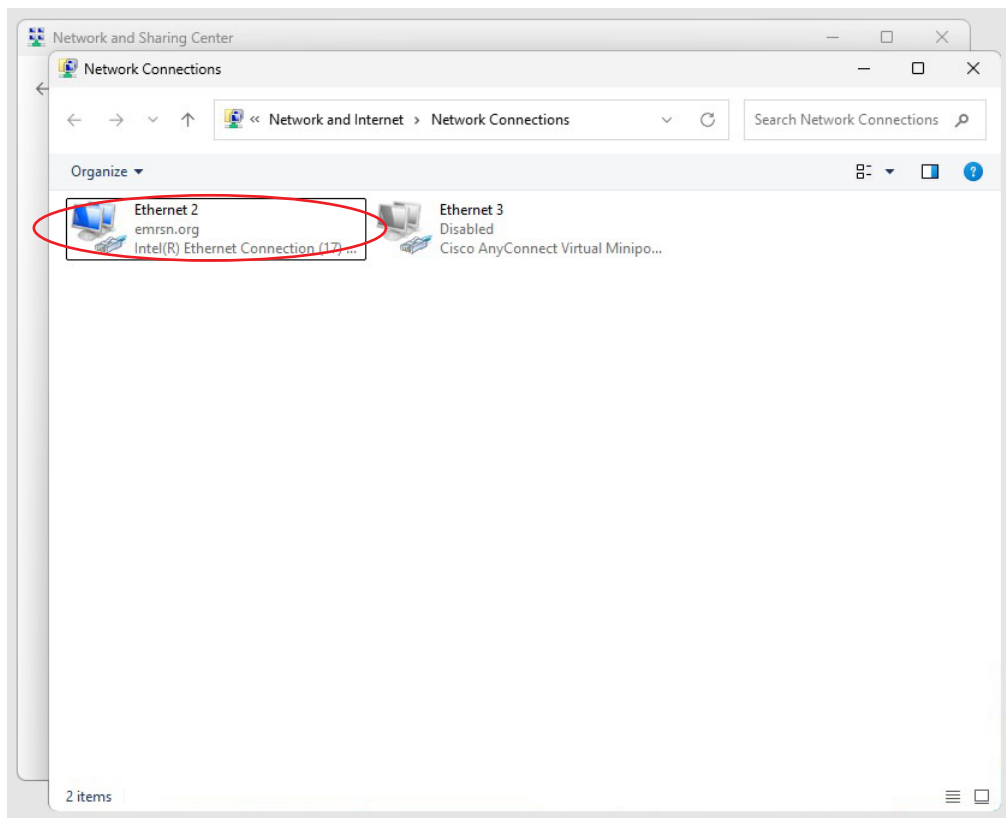 Network and Sharing Center
Network Connections
« Network and Internet › Network Connections
Search Network Connections
Organize
Ethernet 2
emrsn.org
Intel(R) Ethernet Connection (17) ...
Ethernet 3
Disabled
Cisco AnyConnect Virtual Minipo...
2 items